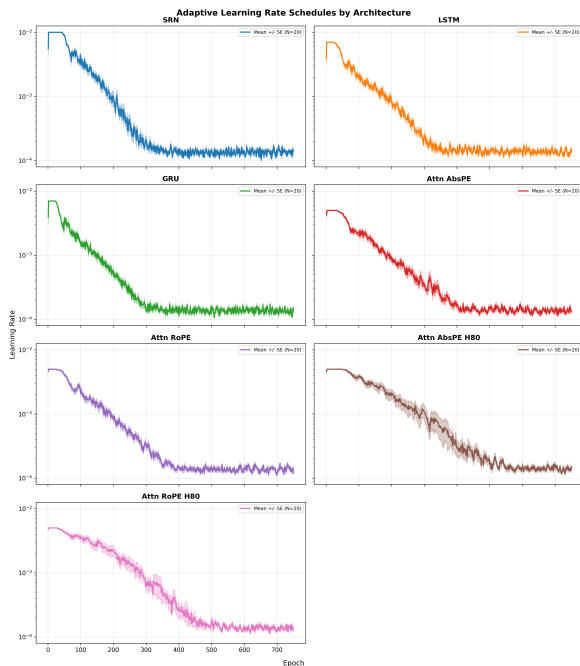 Adaptive Learning Rate Schedules by Architecture
SRN
LSTM
10⁻²
Mean +/- SE (N=20)
Mean +/- SE (N=20)
10⁻³
10⁻⁴
GRU
Attn AbsPE
10⁻²
Mean +/- SE (N=20)
Mean +/- SE (N=20)
10⁻³
10⁻⁴
Learning Rate
Attn RoPE
Attn AbsPE H80
10⁻²
Mean +/- SE (N=20)
Mean +/- SE (N=20)
10⁻³
10⁻⁴
Attn RoPE H80
10⁻²
Mean +/- SE (N=20)
10⁻³
10⁻⁴
0 100 200 300 400 500 600 700
Epoch